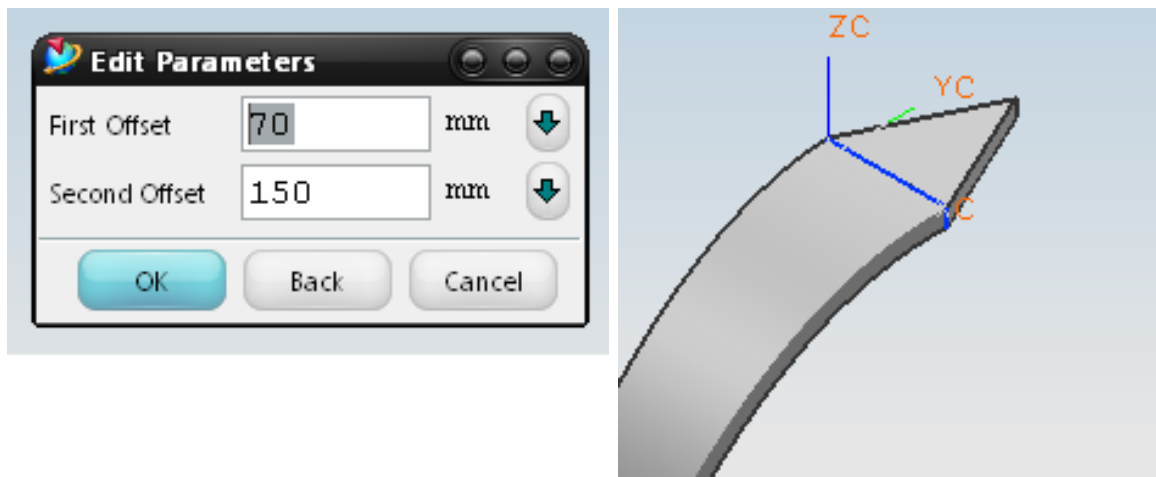 Edit Parameters
First Offset 70 mm
Second Offset 150 mm
OK Back Cancel
ZC
YC